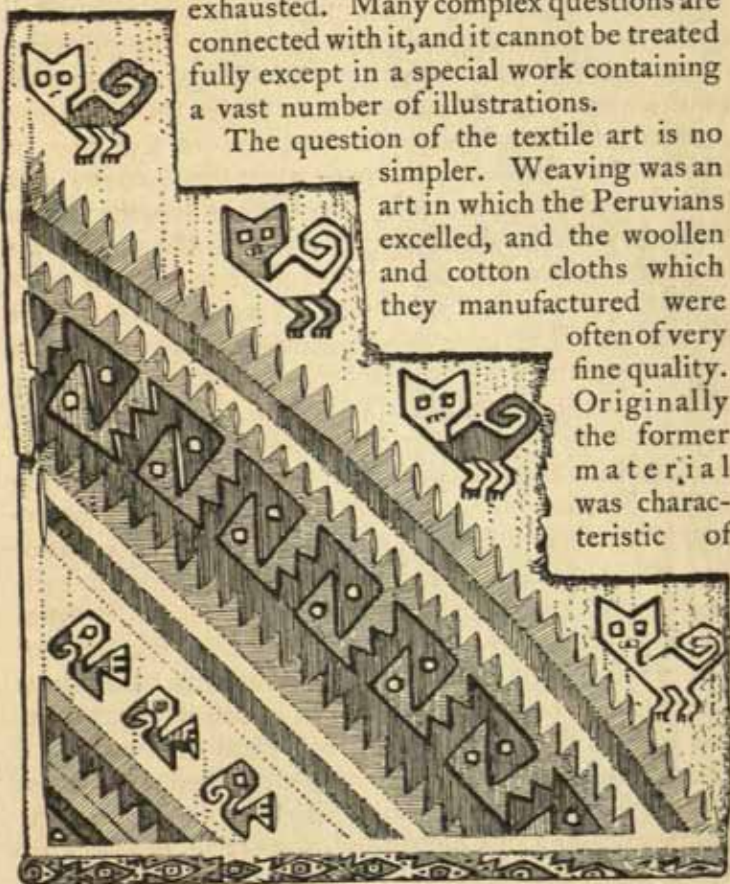 exhausted. Many complex questions are
connected with it, and it cannot be treated
fully except in a special work containing
a vast number of illustrations.
The question of the textile art is no
simpler. Weaving was an
art in which the Peruvians
excelled, and the woollen
and cotton cloths which
they manufactured were
often of very
fine quality.
Originally
the former
material
was charac-
teristic of